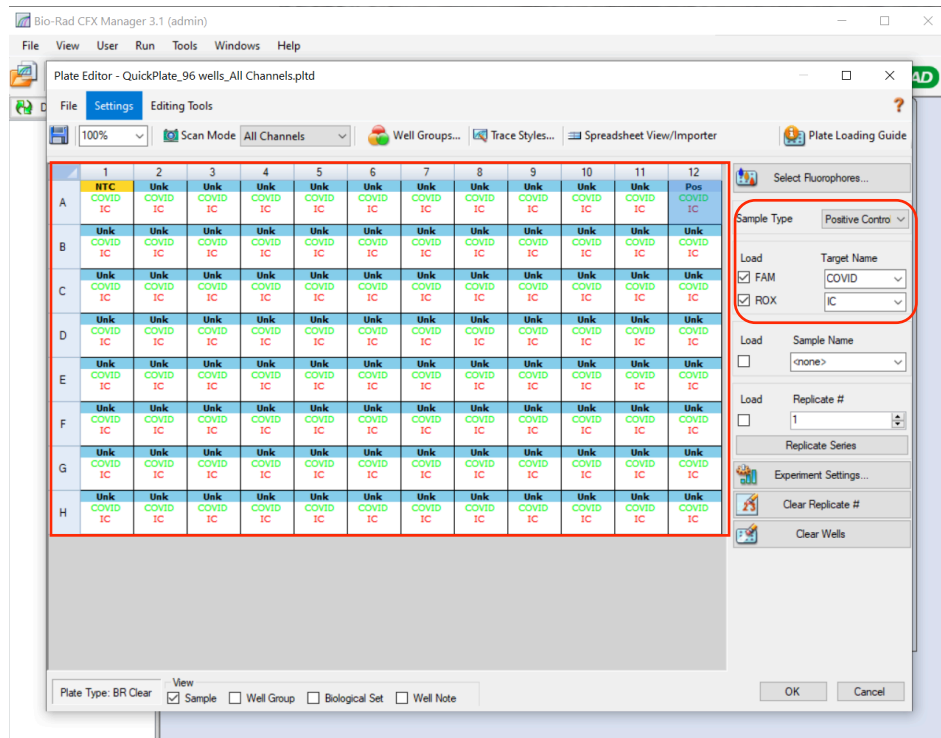 Bio-Rad CFX Manager 3.1 (admin)
File View User Run Tools Windows Help
Plate Editor - QuickPlate_96 wells_All Channels.pltd
AD
D
File Settings Editing Tools ?
100% Scan Mode All Channels Well Groups... Trace Styles... Spreadsheet View/Importer Plate Loading Guide
1 2 3 4 5 6 7 8 9 10 11 12
NTC Unk Unk Unk Unk Unk Unk Unk Unk Unk Unk Pos
A COVID COVID COVID COVID COVID COVID COVID COVID COVID COVID COVID COVID
IC IC IC IC IC IC IC IC IC IC IC IC
Unk Unk Unk Unk Unk Unk Unk Unk Unk Unk Unk Unk
B COVID COVID COVID COVID COVID COVID COVID COVID COVID COVID COVID COVID
IC IC IC IC IC IC IC IC IC IC IC IC
Unk Unk Unk Unk Unk Unk Unk Unk Unk Unk Unk Unk
C COVID COVID COVID COVID COVID COVID COVID COVID COVID COVID COVID COVID
IC IC IC IC IC IC IC IC IC IC IC IC
Unk Unk Unk Unk Unk Unk Unk Unk Unk Unk Unk Unk
D COVID COVID COVID COVID COVID COVID COVID COVID COVID COVID COVID COVID
IC IC IC IC IC IC IC IC IC IC IC IC
Unk Unk Unk Unk Unk Unk Unk Unk Unk Unk Unk Unk
E COVID COVID COVID COVID COVID COVID COVID COVID COVID COVID COVID COVID
IC IC IC IC IC IC IC IC IC IC IC IC
Unk Unk Unk Unk Unk Unk Unk Unk Unk Unk Unk Unk
F COVID COVID COVID COVID COVID COVID COVID COVID COVID COVID COVID COVID
IC IC IC IC IC IC IC IC IC IC IC IC
Unk Unk Unk Unk Unk Unk Unk Unk Unk Unk Unk Unk
G COVID COVID COVID COVID COVID COVID COVID COVID COVID COVID COVID COVID
IC IC IC IC IC IC IC IC IC IC IC IC
Unk Unk Unk Unk Unk Unk Unk Unk Unk Unk Unk Unk
H COVID COVID COVID COVID COVID COVID COVID COVID COVID COVID COVID COVID
IC IC IC IC IC IC IC IC IC IC IC IC
Select Fluorophores...
Sample Type Positive Contro
Load Target Name
FAM COVID
ROX IC
Load Sample Name
<none>
Load Replicate #
1
Replicate Series
Experiment Settings...
Clear Replicate #
Clear Wells
Plate Type: BR Clear
View
Sample Well Group Biological Set Well Note
OK Cancel